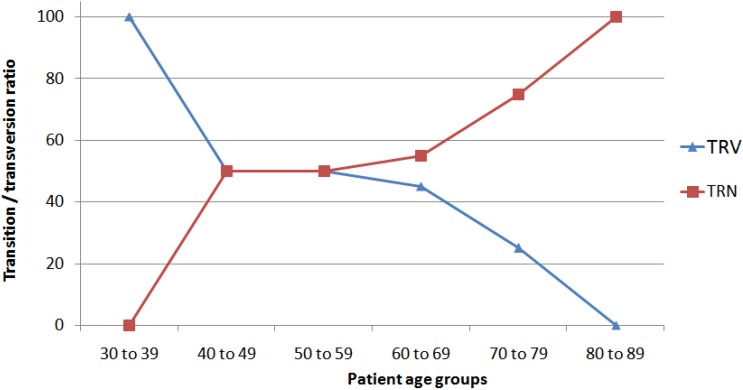 Transition / transversion ratio
100
80
60
40
20
0
30 to 39 40 to 49 50 to 59 60 to 69 70 to 79 80 to 89
Patient age groups
TRV
TRN